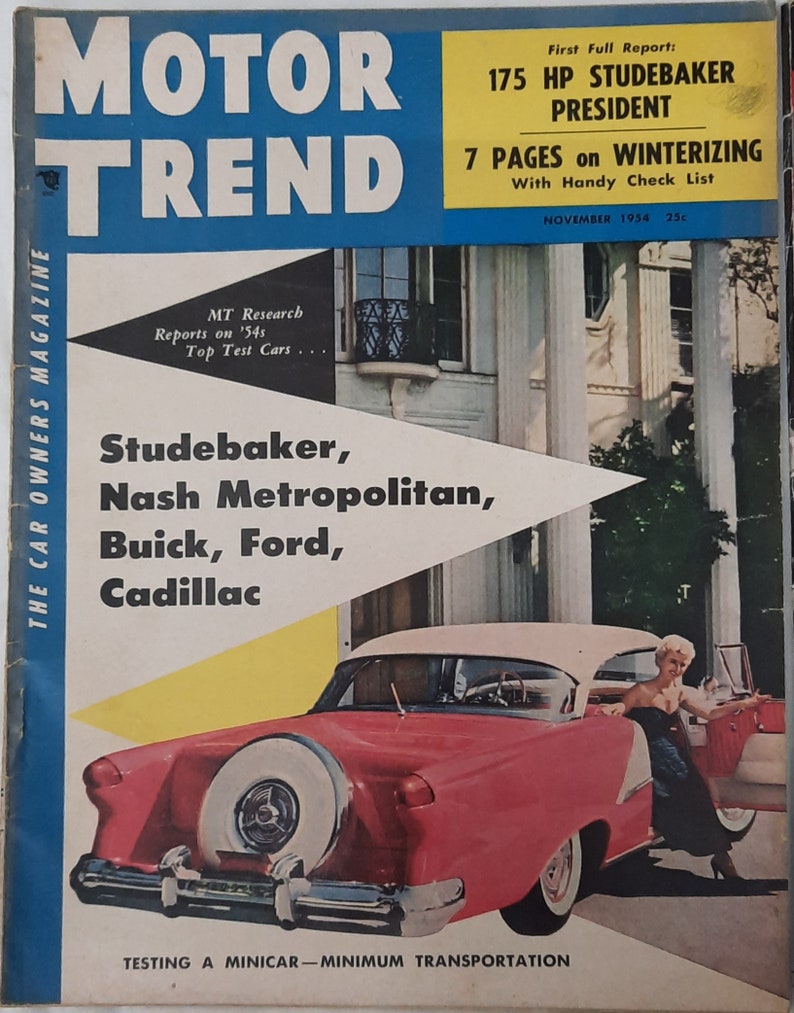 MOTOR
TREND
First Full Report:
175 HP STUDEBAKER
PRESIDENT
7 PAGES on WINTERIZING
With Handy Check List
NOVEMBER 1954 25c
THE CAR OWNERS MAGAZINE
MT Research
Reports on '54s
Top Test Cars . . .
Studebaker,
Nash Metropolitan,
Buick, Ford,
Cadillac
TESTING A MINICAR—MINIMUM TRANSPORTATION